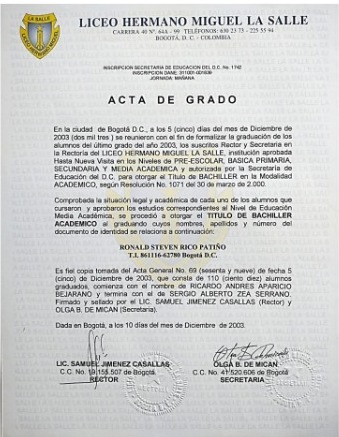 LA SALLE
LICEO HERMANO MIGUEL LA SALLE
CARRERA 40 Nº. 64A - 99 TELÉFONOS: 630 23 73 - 225 55 94
BOGOTÁ, D. C. - COLOMBIA
INSCRIPCION SECRETARIA DE EDUCACION DEL D.C. No. 1742
INSCRIPCION DANE: 311001-001636
JORNADA: MAÑANA
ACTA DE GRADO
En la ciudad de Bogotá D.C., a los 5 (cinco) días del mes de Diciembre de
2003 (dos mil tres) se reunieron con el fin de formalizar la graduación de los
alumnos del último grado del año 2003, los suscritos Rector y Secretaria en
la Rectoría del LICEO HERMANO MIGUEL LA SALLE, institución aprobada
Hasta Nueva Visita en los Niveles de PRE-ESCOLAR, BASICA PRIMARIA,
SECUNDARIA Y MEDIA ACADEMICA y autorizada por la Secretaría de
Educación del D.C. para otorgar el Título de BACHILLER en la Modalidad
ACADEMICO, según Resolución No. 1071 del 30 de marzo de 2.000.
Comprobada la situación legal y académica de cada uno de los alumnos que
cursaron y aprobaron los estudios correspondientes al Nivel de Educación
Media Académica, se procedió a otorgar el TITULO DE BACHILLER
ACADEMICO al graduando cuyos nombres, apellidos y número del
documento de identidad se relaciona a continuación:
RONALD STEVEN RICO PATIÑO
T.I. 861116-62780 Bogotá D.C.
Es fiel copia tomada del Acta General No. 69 (sesenta y nueve) de fecha 5
(cinco) de Diciembre de 2003, que consta de 110 (ciento diez) alumnos
graduados, comienza con el nombre de RICARDO ANDRES APARICIO
BEJARANO y termina con el de SERGIO ALBERTO ZEA SERRANO.
Firmado y sellado por el LIC. SAMUEL JIMENEZ CASALLAS (Rector) y
OLGA B. DE MICAN (Secretaria).
Dada en Bogotá, a los 10 días del mes de Diciembre de 2003.
LIC. SAMUEL JIMENEZ CASALLAS
C.C. No. 19.155.507 de Bogotá
RECTOR
OLGA B. DE MICAN
C.C. No. 41.520.606 de Bogotá
SECRETARIA